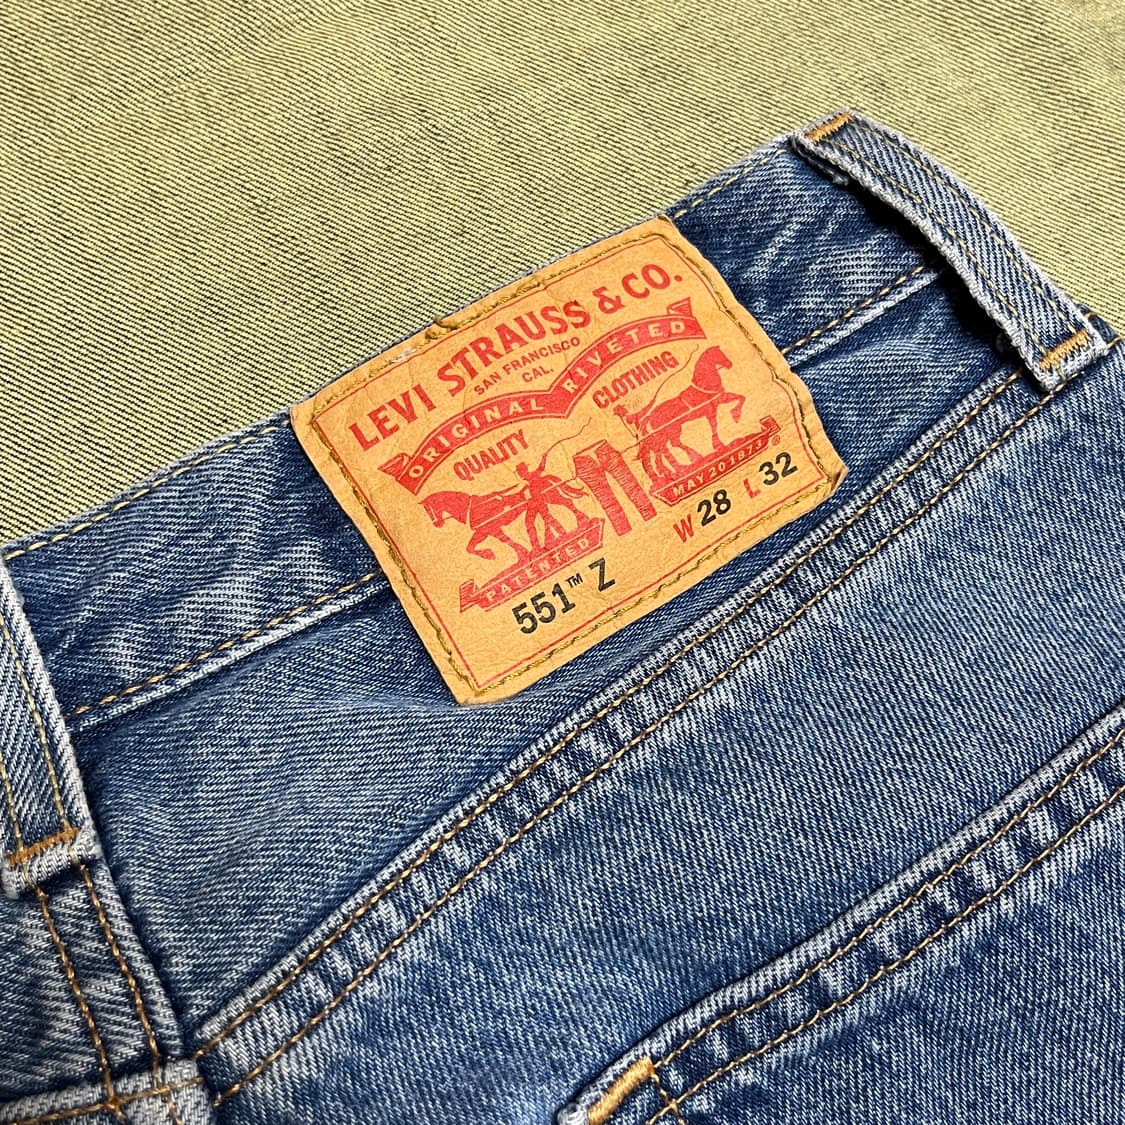 LEVI STRAUSS & CO.
SAN FRANCISCO
CAL.
ORIGINAL RIVETED
QUALITY CLOTHING
PATENTED MAY 20 1873 ®
551™ Z W 28 L 32